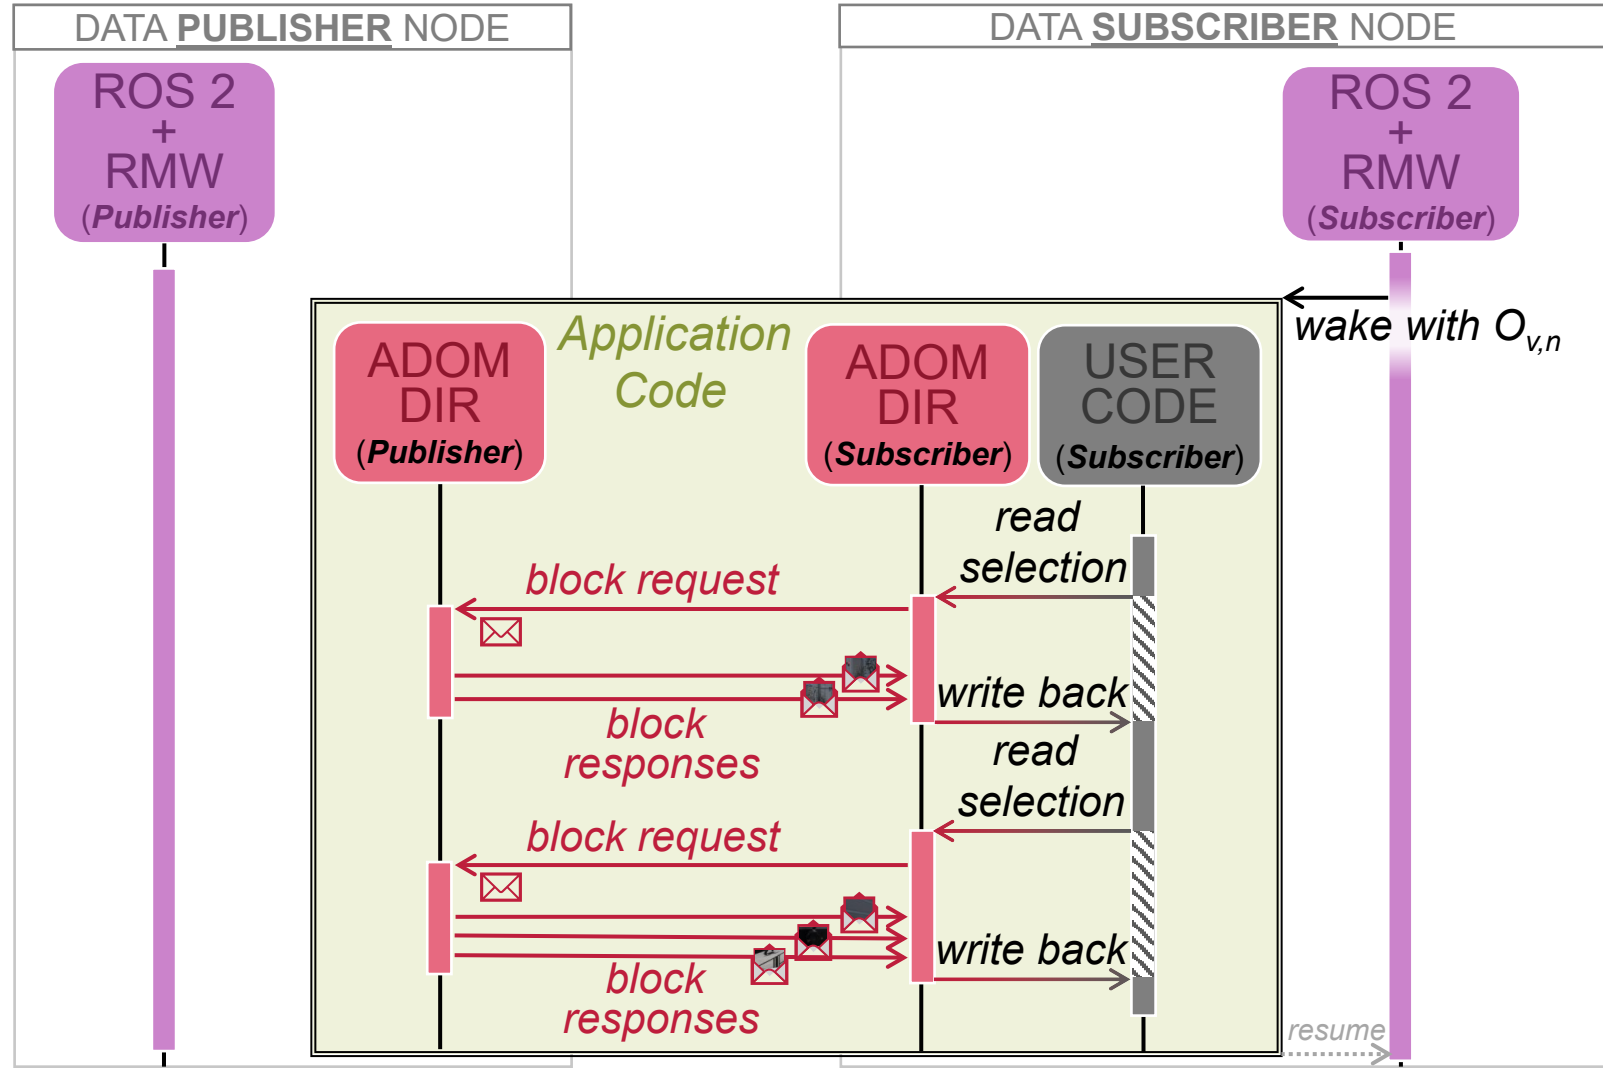 DATA PUBLISHER NODE
DATA SUBSCRIBER NODE
ROS 2
+
RMW
(Publisher)
ROS 2
+
RMW
(Subscriber)
wake with Ov,n
Application
Code
ADOM
DIR
(Publisher)
ADOM
DIR
(Subscriber)
USER
CODE
(Subscriber)
read
selection
block request
write back
block
responses
read
selection
block request
write back
block
responses
resume